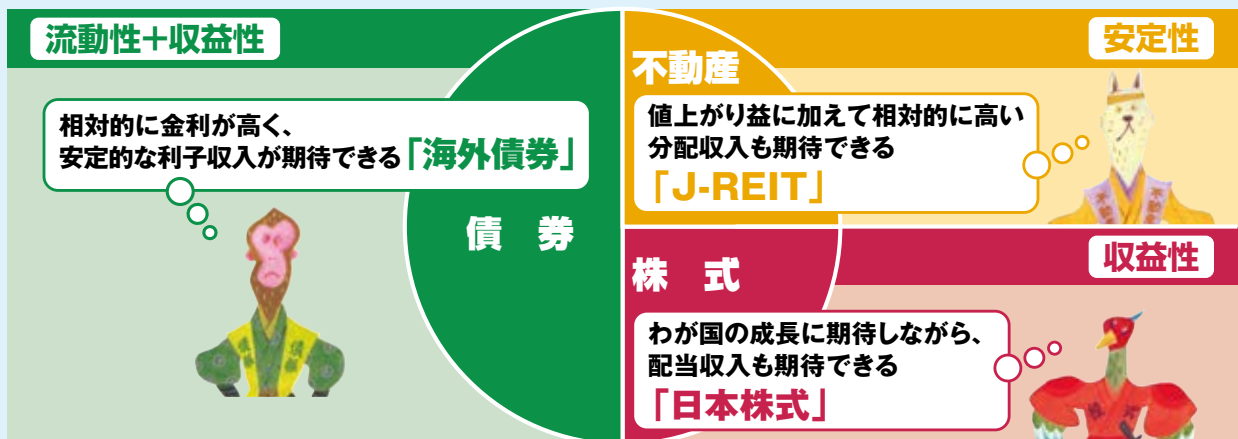 流動性+収益性
相対的に金利が高く、
安定的な利子収入が期待できる「海外債券」
債 券
不動産
安定性
値上がり益に加えて相対的に高い
分配収入も期待できる
「J-REIT」
株 式
収益性
わが国の成長に期待しながら、
配当収入も期待できる
「日本株式」